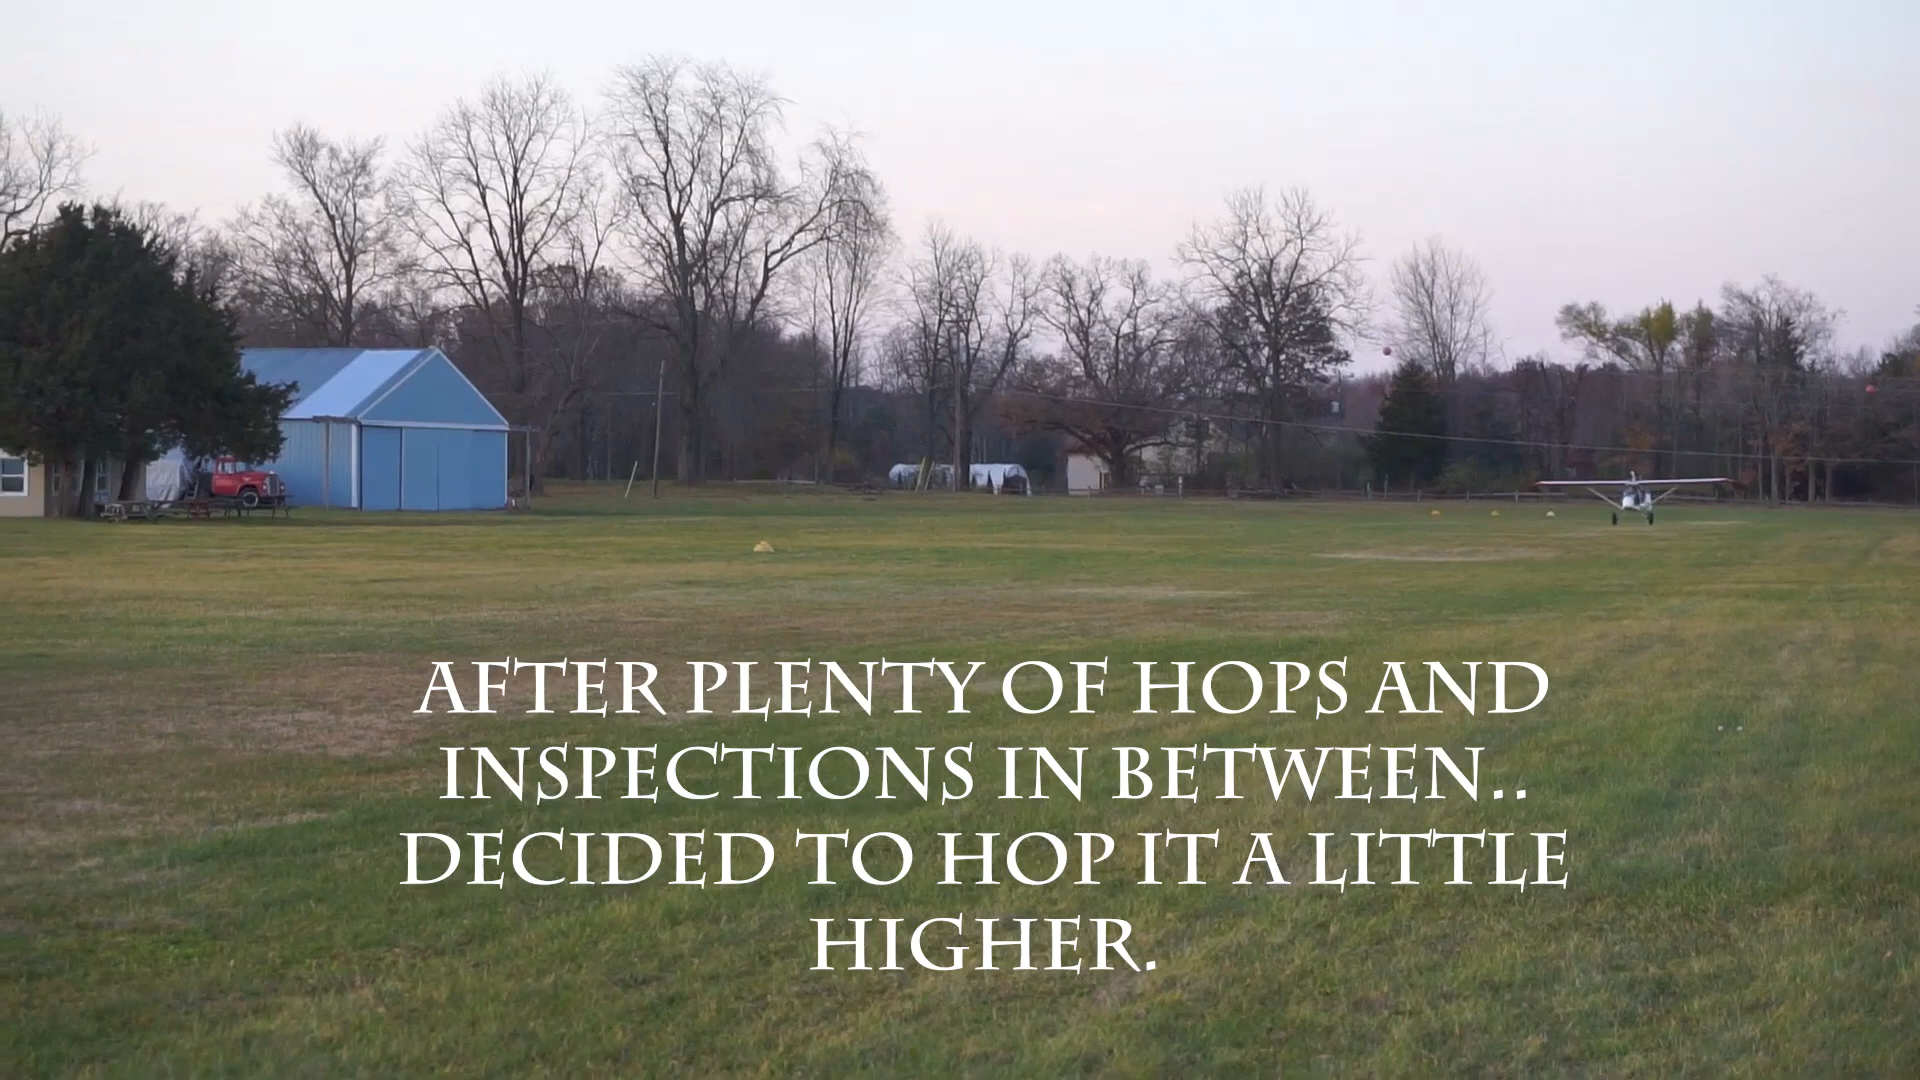 AFTER PLENTY OF HOPS AND
INSPECTIONS IN BETWEEN..
DECIDED TO HOP IT A LITTLE
HIGHER.